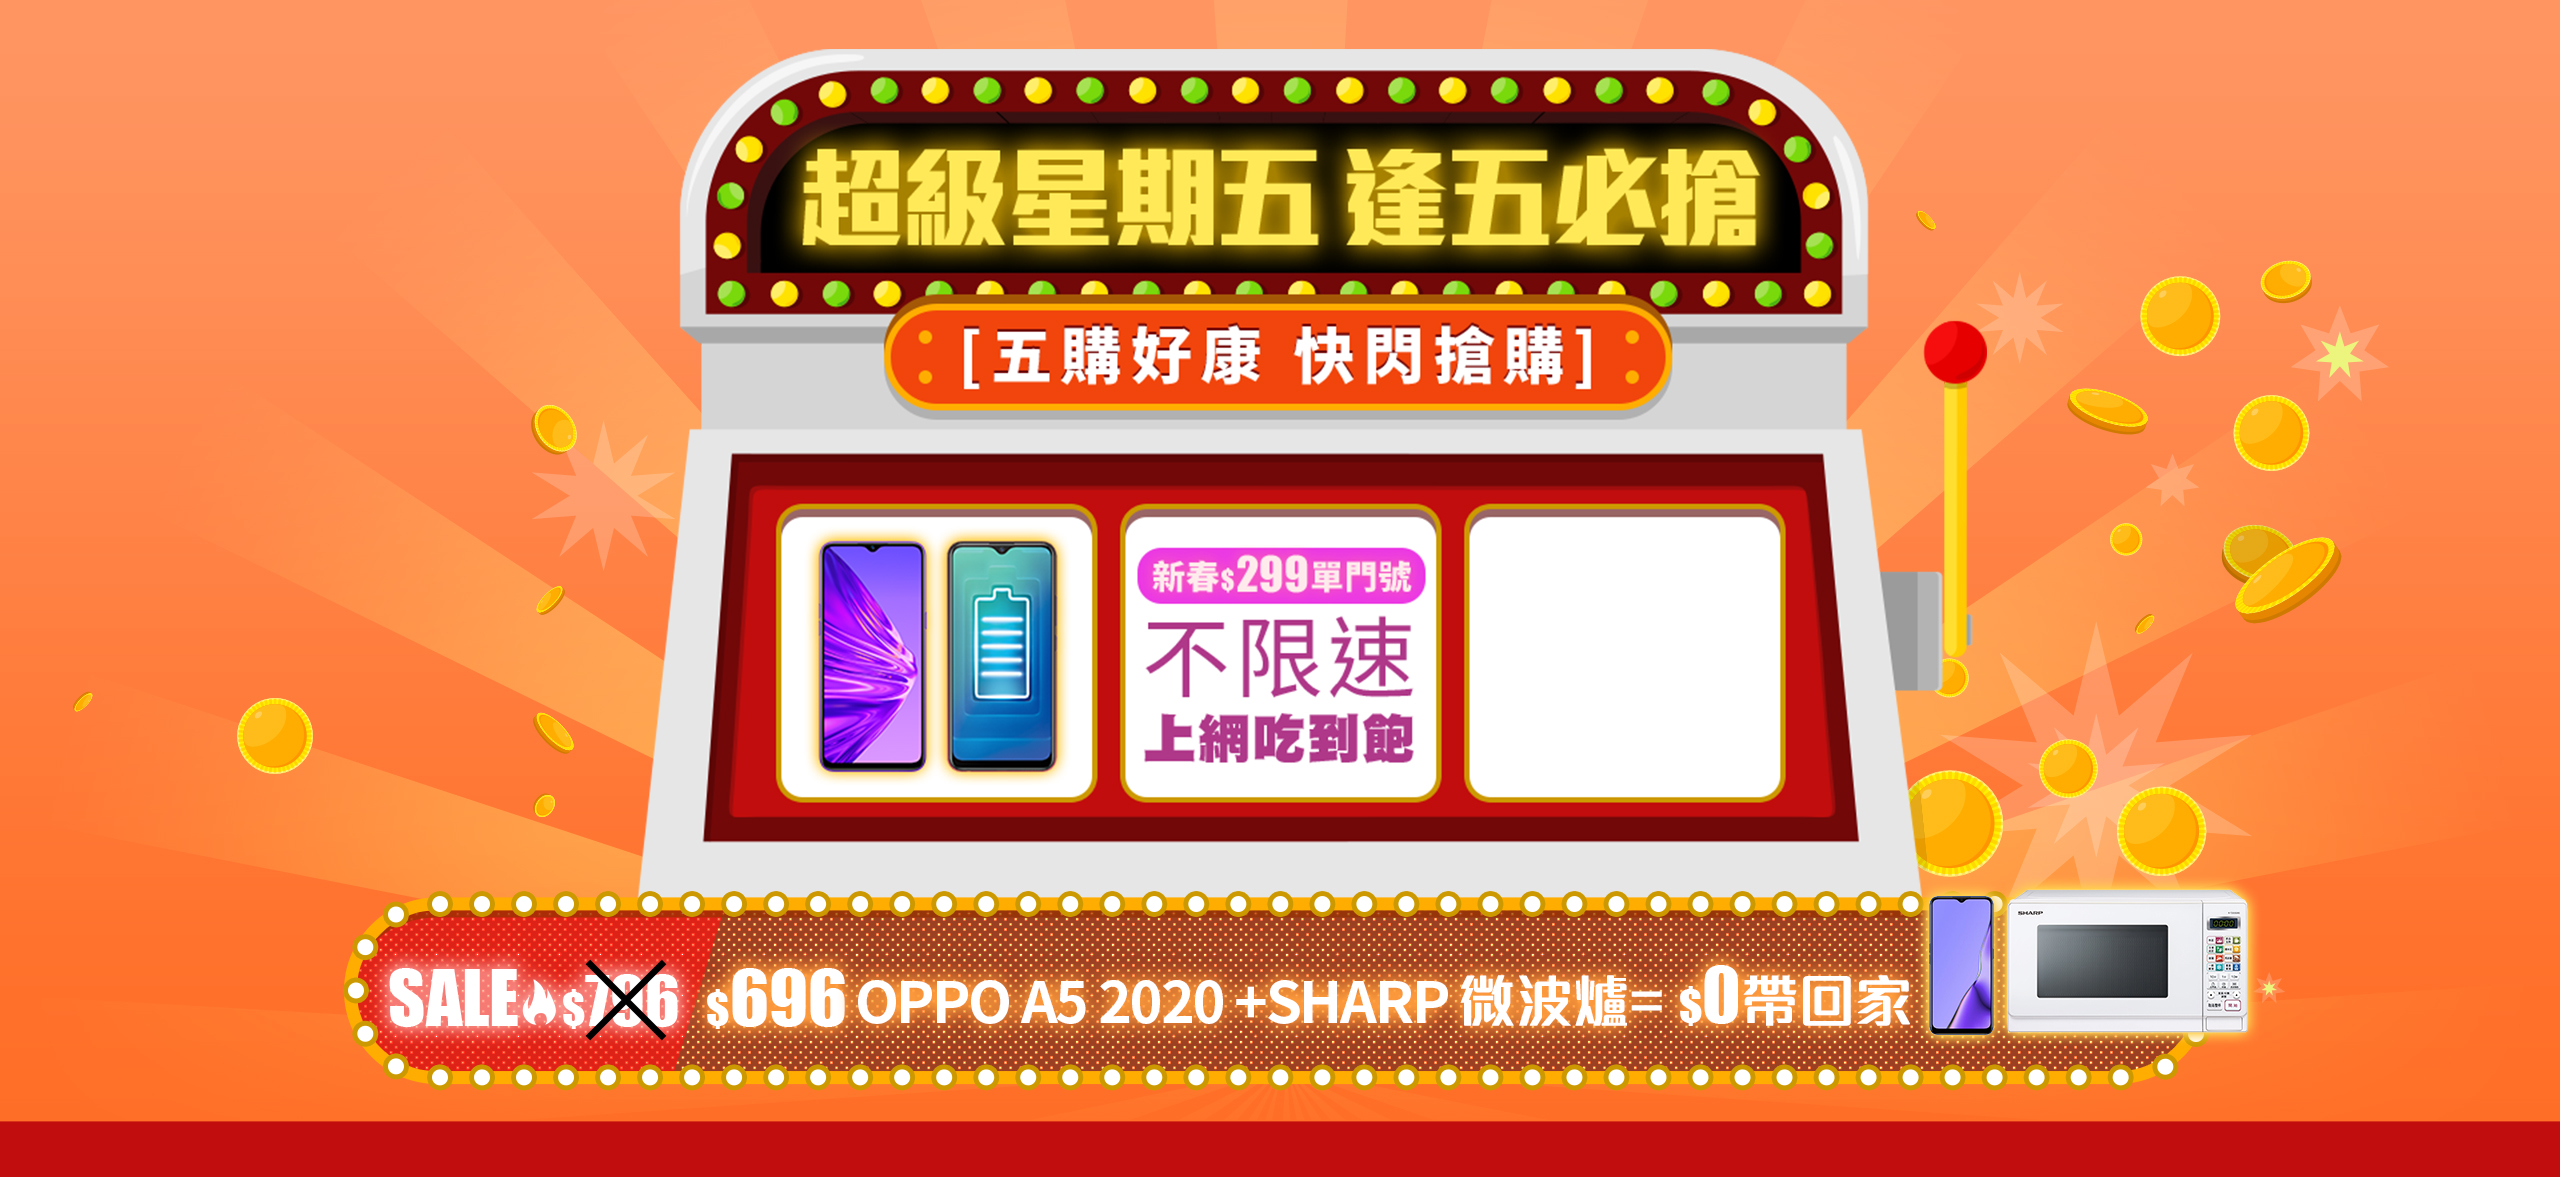 超級星期五 逢五必搶
[五購好康 快閃搶購]
新春$299單門號
不限速
上網吃到飽
SALE $796 $696 OPPO A5 2020 +SHARP 微波爐= $0帶回家
SHARP